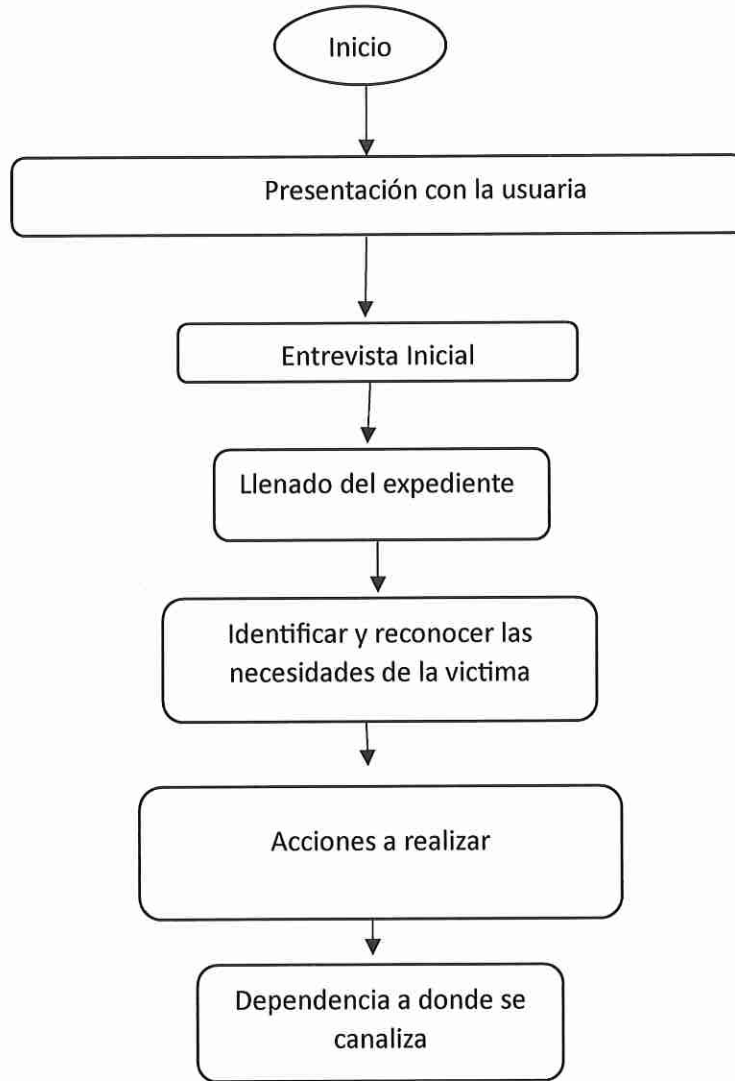 Inicio
Presentación con la usuaria
Entrevista Inicial
Llenado del expediente
Identificar y reconocer las
necesidades de la victima
Acciones a realizar
Dependencia a donde se
canaliza